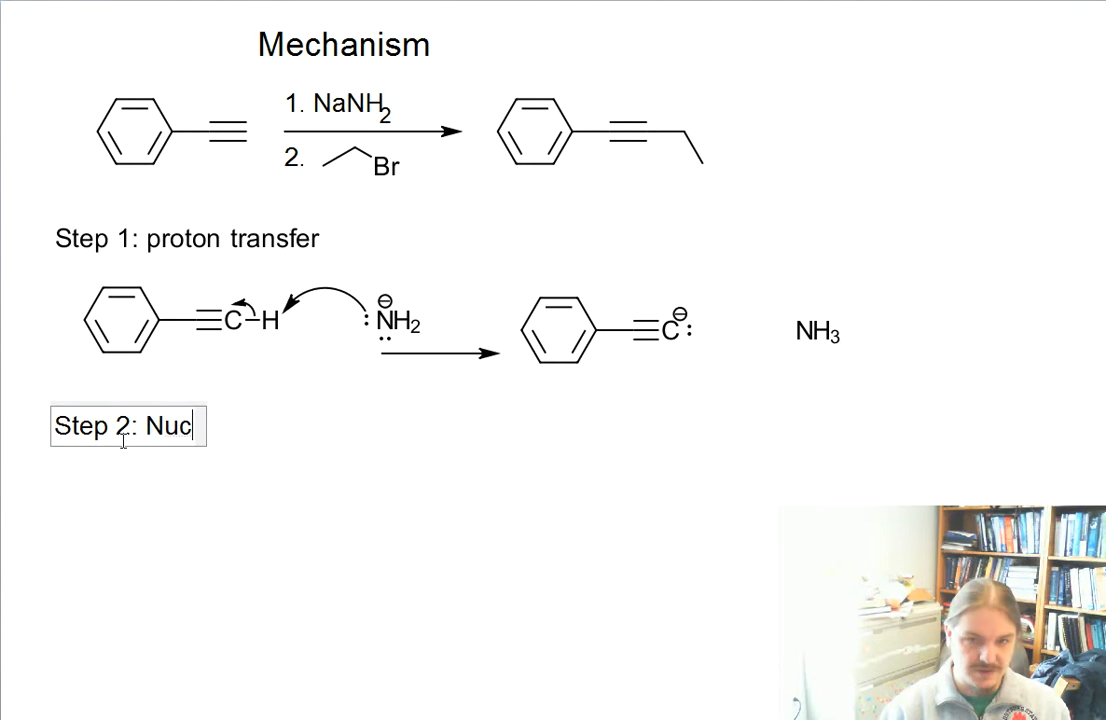 Mechanism
1. NaNH2
2. Br
Step 1: proton transfer
C-H :NH2
C: NH3
Step 2: Nuc